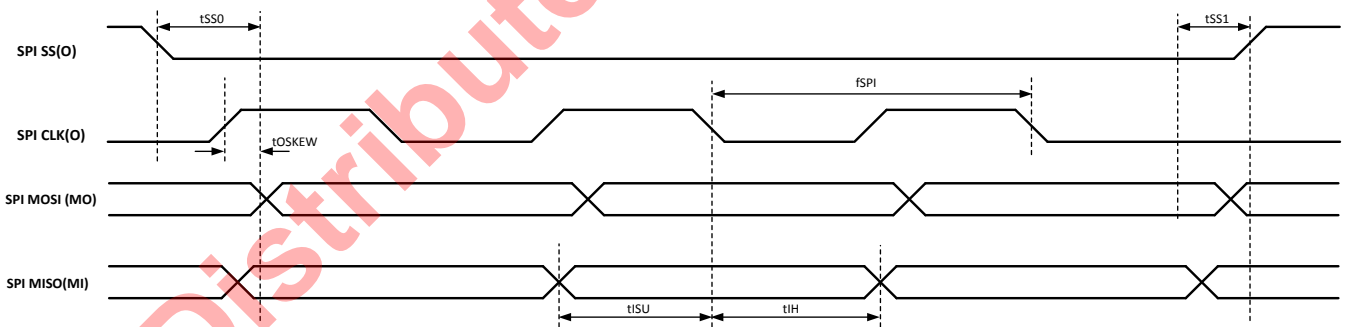 tSS0
tSS1
SPI SS(O)
fSPI
SPI CLK(O)
tOSKEW
SPI MOSI (MO)
SPI MISO(MI)
tISU
tIH
Distribute